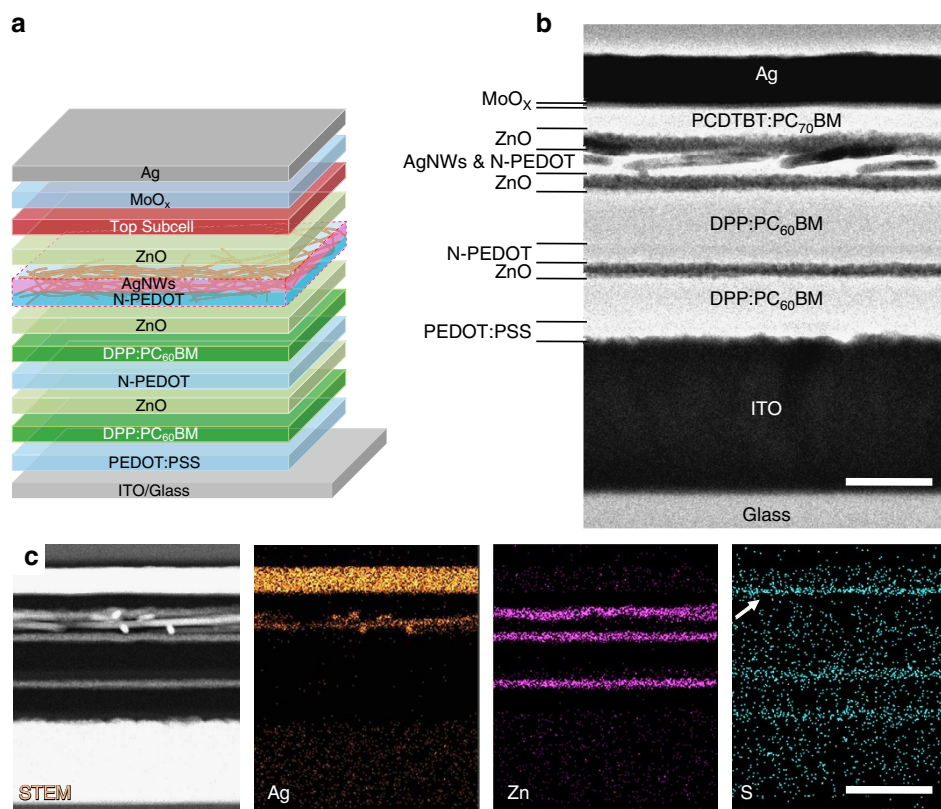 a
Ag
MoOₓ
Top Subcell
ZnO
AgNWs
N-PEDOT
ZnO
DPP:PC₆₀BM
N-PEDOT
ZnO
DPP:PC₆₀BM
PEDOT:PSS
ITO/Glass
b
MoOₓ
ZnO
AgNWs & N-PEDOT
ZnO
N-PEDOT
ZnO
PEDOT:PSS
Ag
PCDTBT:PC₇₀BM
DPP:PC₆₀BM
DPP:PC₆₀BM
ITO
Glass
c
STEM
Ag
Zn
S